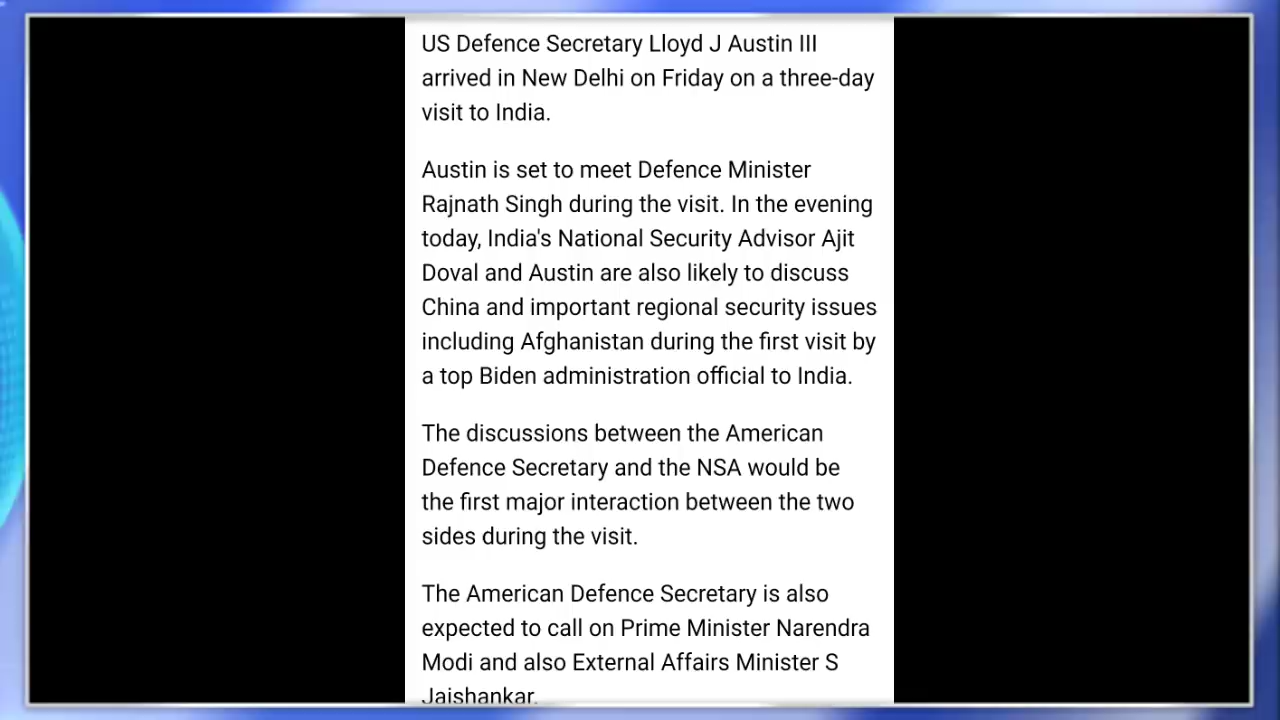 US Defence Secretary Lloyd J Austin III
arrived in New Delhi on Friday on a three-day
visit to India.
Austin is set to meet Defence Minister
Rajnath Singh during the visit. In the evening
today, India's National Security Advisor Ajit
Doval and Austin are also likely to discuss
China and important regional security issues
including Afghanistan during the first visit by
a top Biden administration official to India.
The discussions between the American
Defence Secretary and the NSA would be
the first major interaction between the two
sides during the visit.
The American Defence Secretary is also
expected to call on Prime Minister Narendra
Modi and also External Affairs Minister S
Jaishankar.